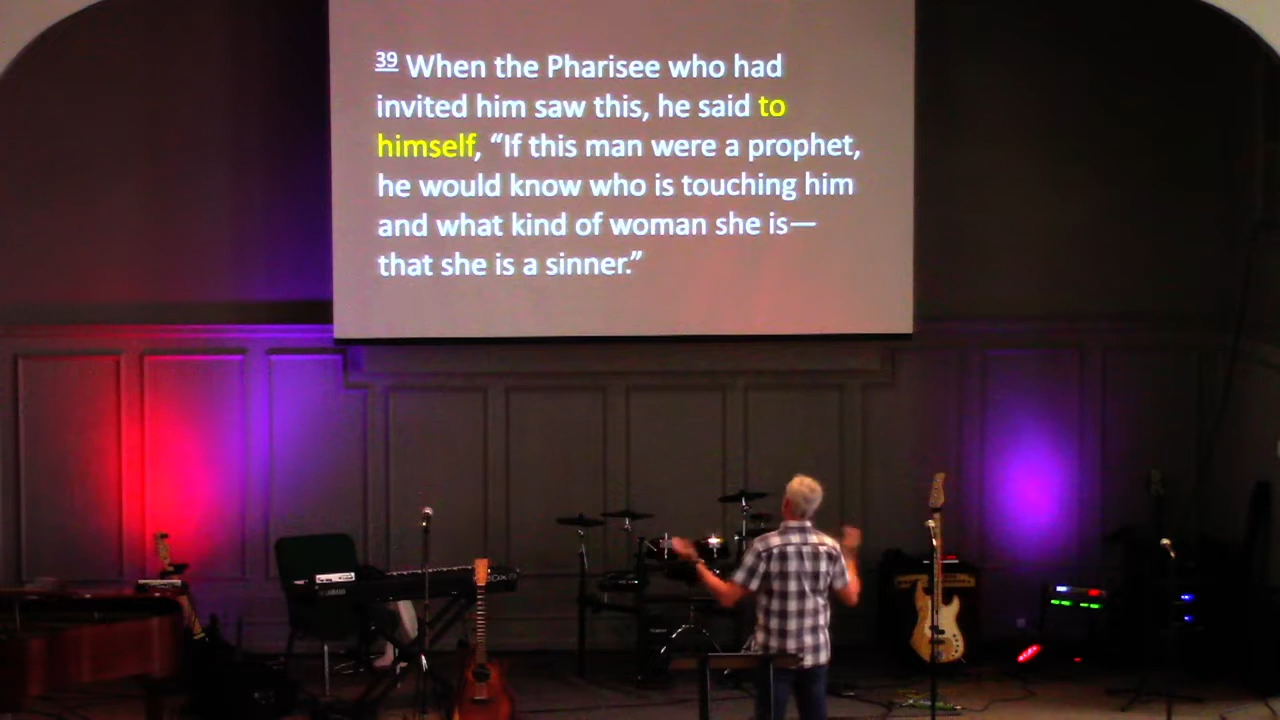 39 When the Pharisee who had
invited him saw this, he said to
himself, “If this man were a prophet,
he would know who is touching him
and what kind of woman she is—
that she is a sinner.”